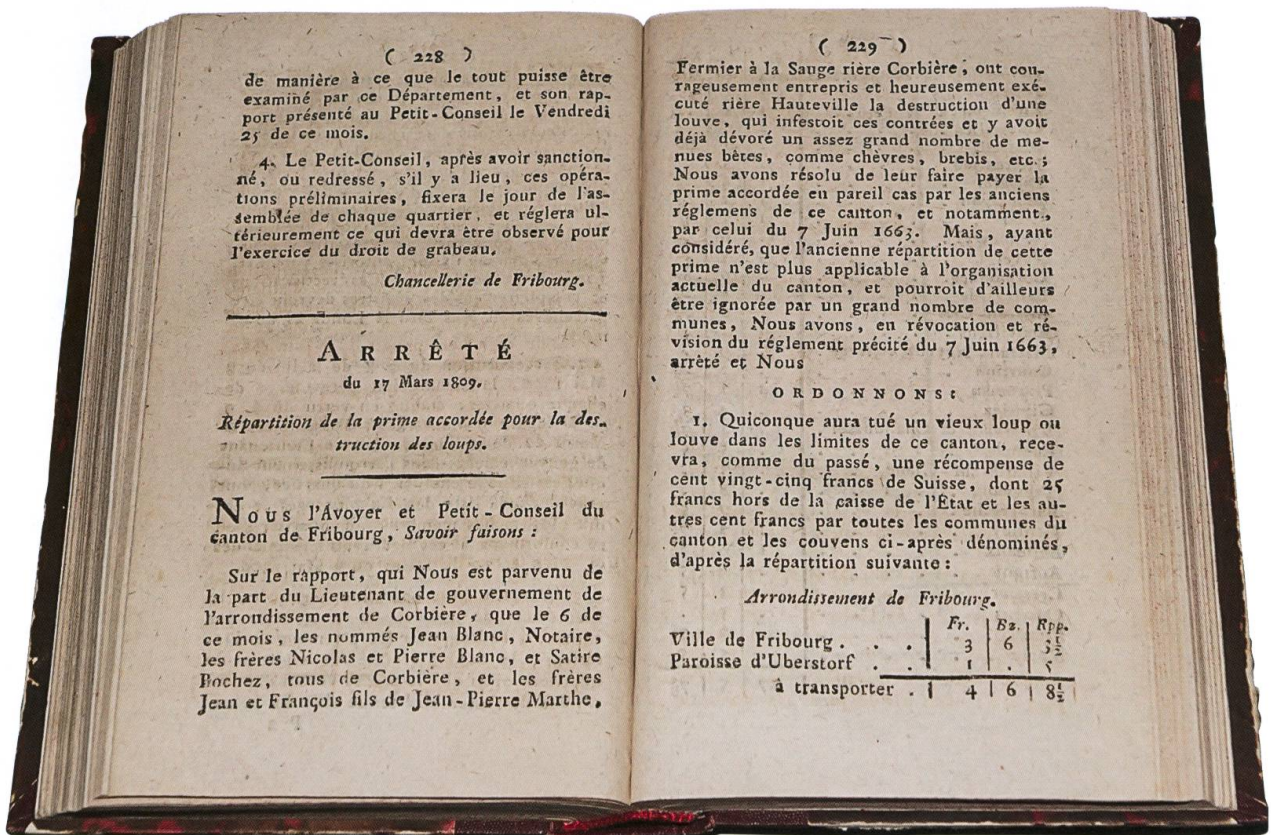 ( 228 )
de manière à ce que le tout puisse être
examiné par ce Département, et son rap-
port présenté au Petit-Conseil le Vendredi
25 de ce mois.
4. Le Petit-Conseil, après avoir sanction-
né, ou redressé, s'il y a lieu, ces opéra-
tions préliminaires, fixera le jour de l'as-
semblée de chaque quartier, et réglera ul-
térieurement ce qui devra être observé pour
l'exercice du droit de grabeau.
Chancellerie de Fribourg.
ARRÊTÉ
du 17 Mars 1809.
Répartition de la prime accordée pour la des-
truction des loups.
Nous l'Avoyer et Petit-Conseil du
canton de Fribourg, Savoir faisons :
Sur le rapport, qui Nous est parvenu de
la part du Lieutenant de gouvernement de
l'arrondissement de Corbière, que le 6 de
ce mois, les nommés Jean Blanc, Notaire,
les frères Nicolas et Pierre Blanc, et Satire
Bochez, tous de Corbière, et les frères
Jean et François fils de Jean-Pierre Marthe,
( 229 )
Fermier à la Sauge rière Corbière, ont cou-
rageusement entrepris et heureusement exé-
cuté rière Hauteville la destruction d'une
louve, qui infestoit ces contrées et y avoit
déjà dévoré un assez grand nombre de me-
nues bètes, comme chèvres, brebis, etc.;
Nous avons résolu de leur faire payer la
prime accordée en pareil cas par les anciens
réglemens de ce canton, et notamment,
par celui du 7 Juin 1663. Mais, ayant
considéré, que l'ancienne répartition de cette
prime n'est plus applicable à l'organisation
actuelle du canton, et pourroit d'ailleurs
être ignorée par un grand nombre de com-
munes, Nous avons, en révocation et ré-
vision du réglement précité du 7 Juin 1663,
arrèté et Nous
ORDONNONS:
1. Quiconque aura tué un vieux loup ou
louve dans les limites de ce canton, rece-
vra, comme du passé, une récompense de
cent vingt-cinq francs de Suisse, dont 25
francs hors de la caisse de l'État et les au-
tres cent francs par toutes les communes du
canton et les couvens ci-après dénominés,
d'après la répartition suivante :
Arrondissement de Fribourg.
Fr. | Bz. | Rpp.
Ville de Fribourg . . . | 3 | 6 | 3½
Paroisse d'Uberstorf . . | 1 | . | 5
à transporter . | 4 | 6 | 8½